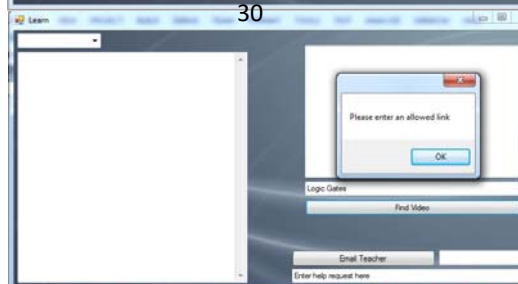 30
Learn
Please enter an allowed link
OK
Logic Gates
Find Video
Email Teacher
Enter help request here